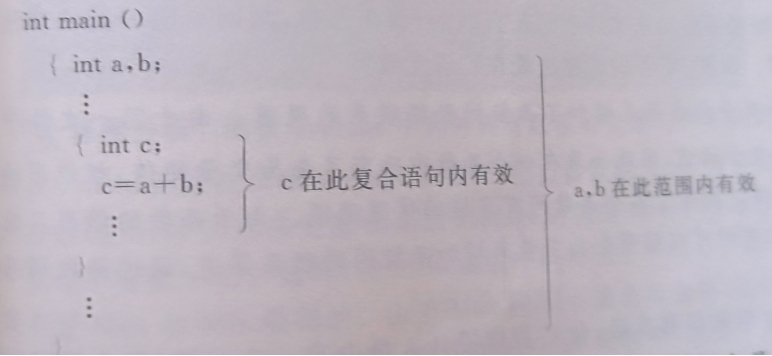 int main ()
{ int a,b;
⋮
{ int c;
c=a+b; c 在此复合语句内有效
a,b 在此范围内有效
⋮
}
⋮
}